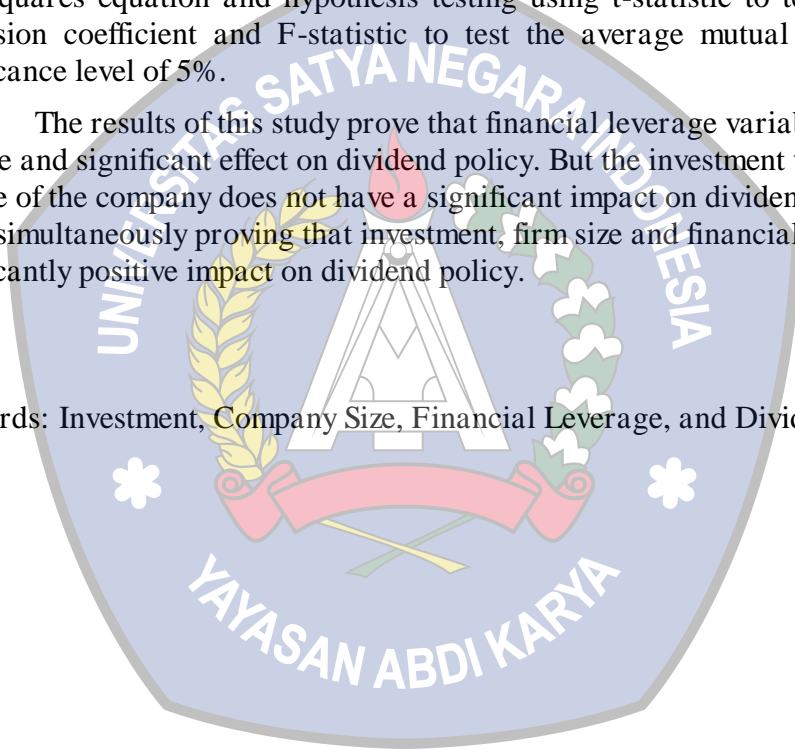 quares equation and hypothesis testing using t-statistic to te
sion coefficient and F-statistic to test the average mutual
cance level of 5%.
The results of this study prove that financial leverage variab
e and significant effect on dividend policy. But the investment
e of the company does not have a significant impact on dividen
simultaneously proving that investment, firm size and financial
cantly positive impact on dividend policy.
rds: Investment, Company Size, Financial Leverage, and Divid
UNIVERSITAS SATYA NEGARA INDONESIA
YAYASAN ABDI KARYA